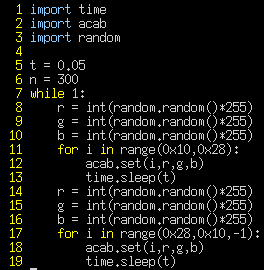 1 import time
2 import acab
3 import random
4
5 t = 0.05
6 n = 300
7 while 1:
8     r = int(random.random()*255)
9     g = int(random.random()*255)
10     b = int(random.random()*255)
11     for i in range(0x10,0x28):
12         acab.set(i,r,g,b)
13         time.sleep(t)
14     r = int(random.random()*255)
15     g = int(random.random()*255)
16     b = int(random.random()*255)
17     for i in range(0x28,0x10,-1):
18         acab.set(i,r,g,b)
19         time.sleep(t)